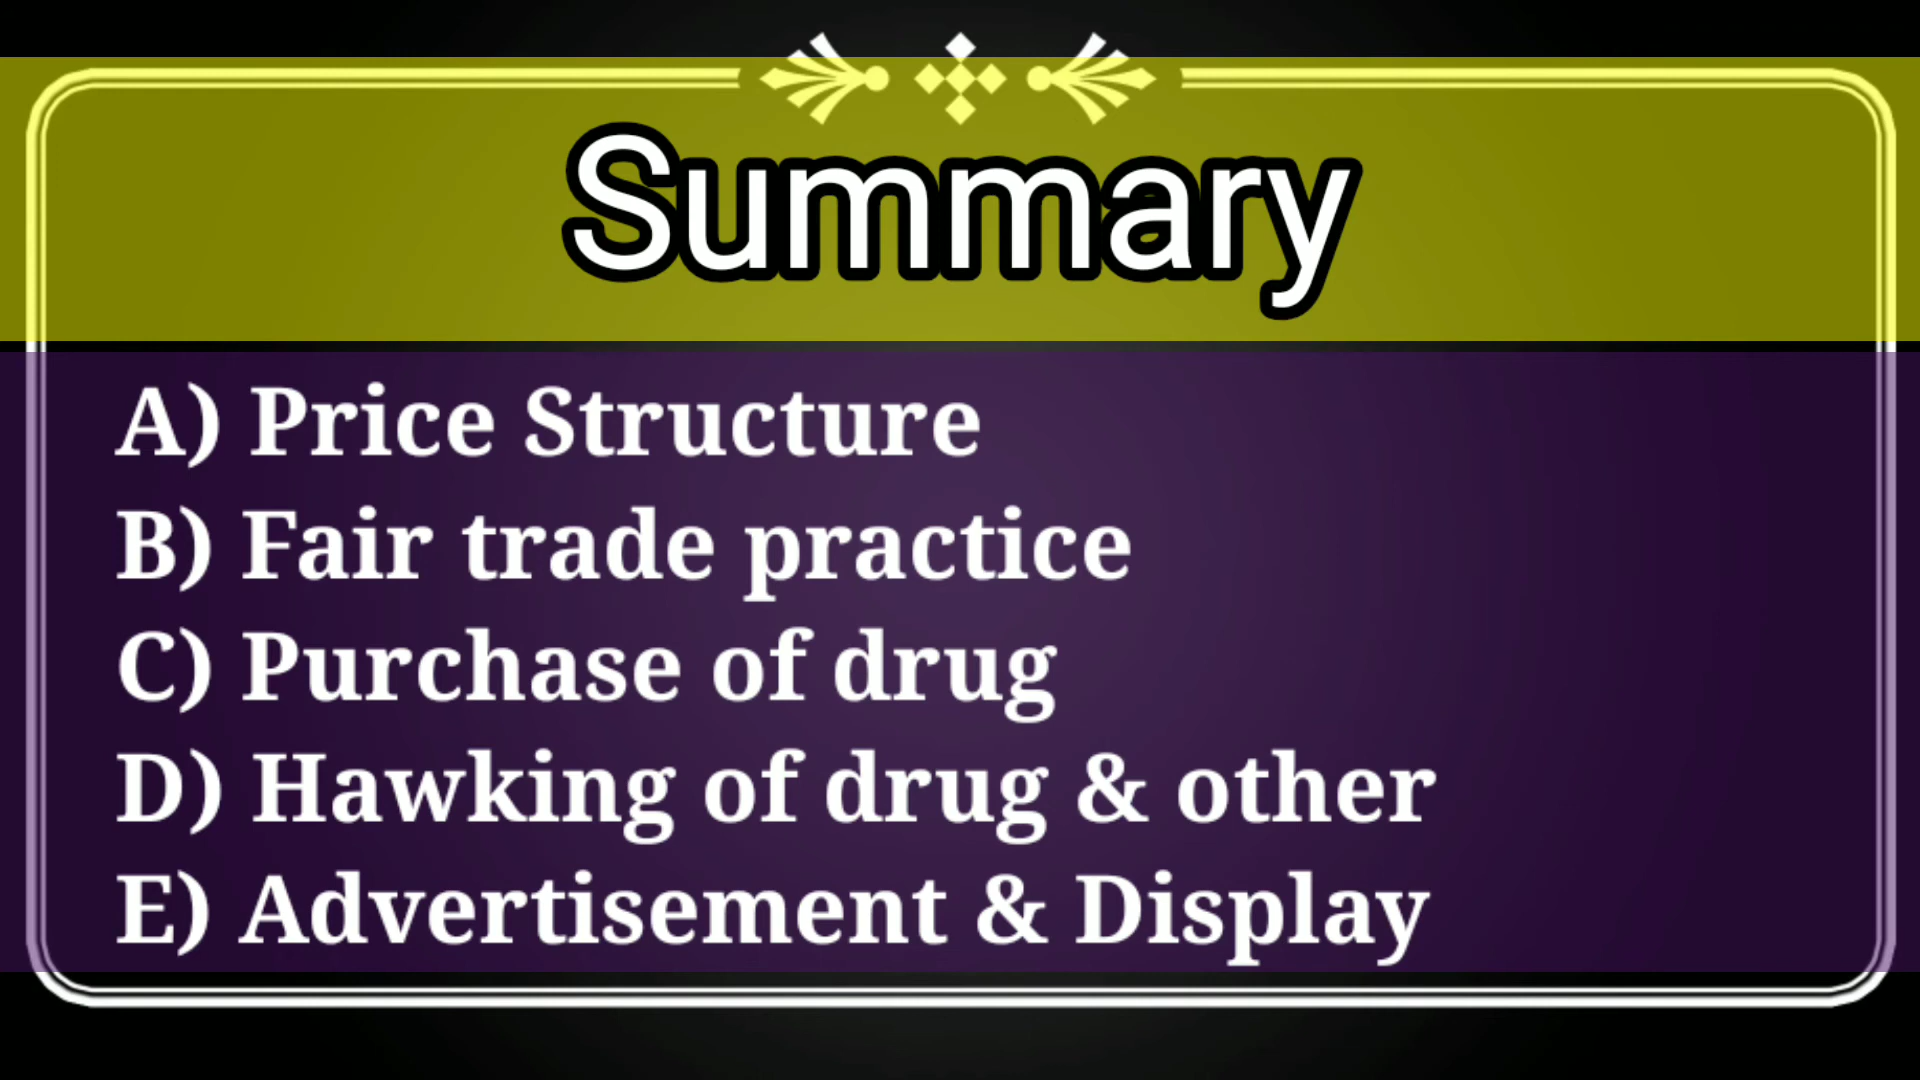 Summary
A) Price Structure
B) Fair trade practice
C) Purchase of drug
D) Hawking of drug & other
E) Advertisement & Display